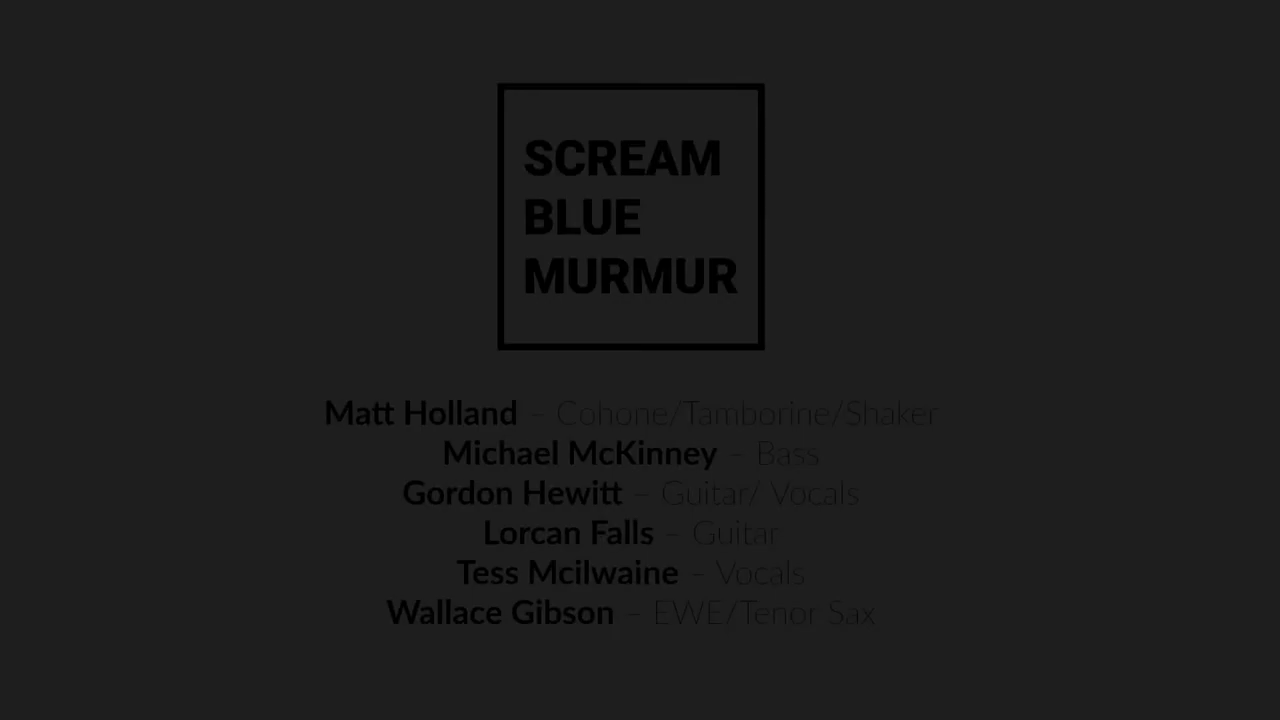 SCREAM
BLUE
MURMUR
Matt Holland – Cohone/Tamborine/Shaker
Michael McKinney – Bass
Gordon Hewitt – Guitar/ Vocals
Lorcan Falls – Guitar
Tess Mcilwaine – Vocals
Wallace Gibson – EWE/Tenor Sax